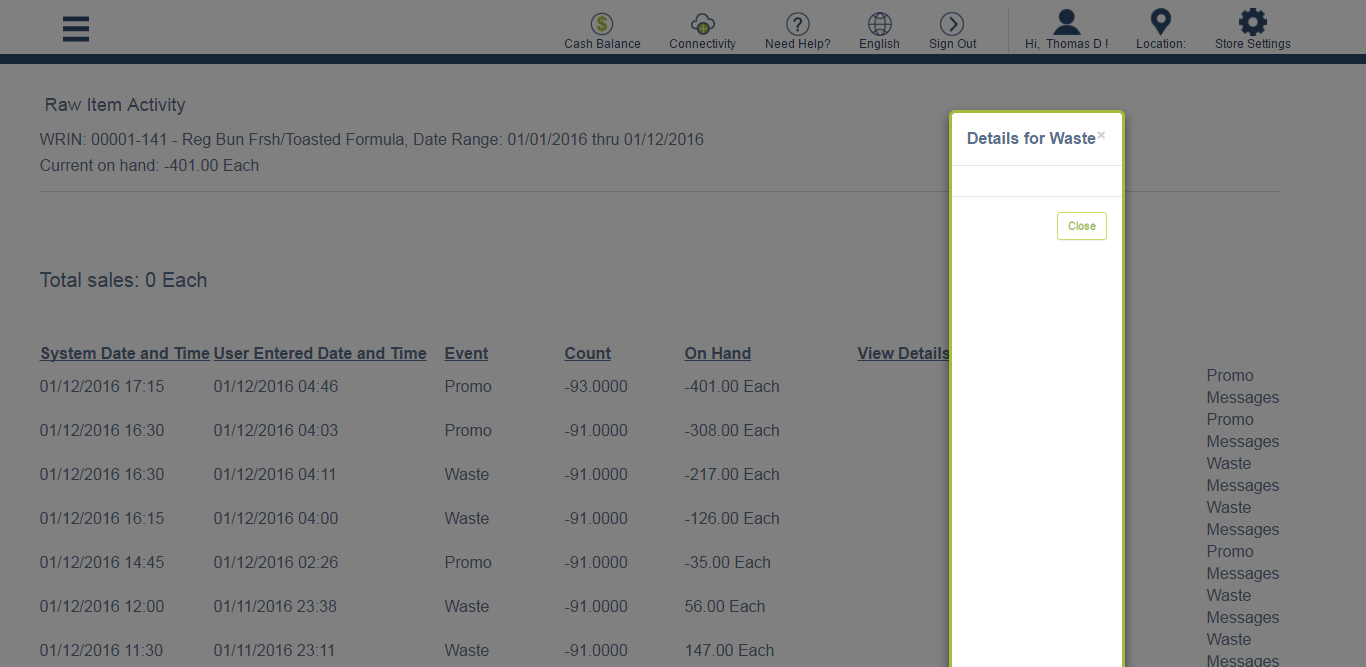 $
Cash Balance
Connectivity
?
Need Help?
English
Sign Out
Hi, Thomas D !
Location:
Store Settings
Raw Item Activity
WRIN: 00001-141 - Reg Bun Frsh/Toasted Formula, Date Range: 01/01/2016 thru 01/12/2016
Current on hand: -401.00 Each
Details for Waste ×
Close
Total sales: 0 Each
System Date and Time User Entered Date and Time Event Count On Hand View Details
01/12/2016 17:15 01/12/2016 04:46 Promo -93.0000 -401.00 Each Promo
Messages
01/12/2016 16:30 01/12/2016 04:03 Promo -91.0000 -308.00 Each Promo
Messages
01/12/2016 16:30 01/12/2016 04:11 Waste -91.0000 -217.00 Each Waste
Messages
01/12/2016 16:15 01/12/2016 04:00 Waste -91.0000 -126.00 Each Waste
Messages
01/12/2016 14:45 01/12/2016 02:26 Promo -91.0000 -35.00 Each Promo
Messages
01/12/2016 12:00 01/11/2016 23:38 Waste -91.0000 56.00 Each Waste
Messages
01/12/2016 11:30 01/11/2016 23:11 Waste -91.0000 147.00 Each Waste
Messages